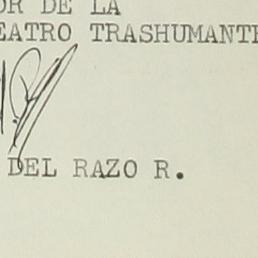 OR DE LA
EATRO TRASHUMANTE
DEL RAZO R.